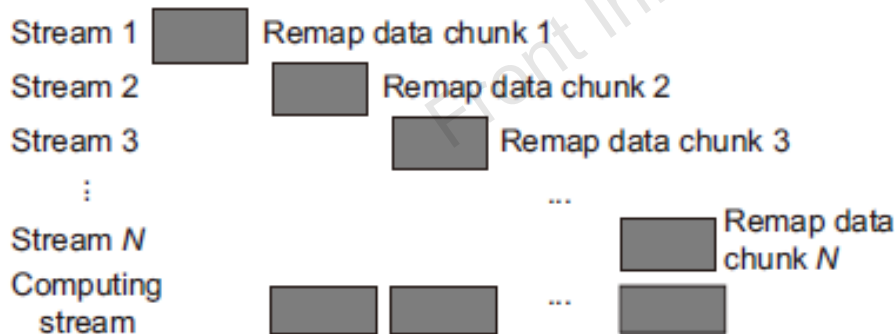 Stream 1 Remap data chunk 1
Stream 2 Remap data chunk 2
Stream 3 Remap data chunk 3
⋮ ...
Stream N Remap data
chunk N
Computing
stream ...
Front